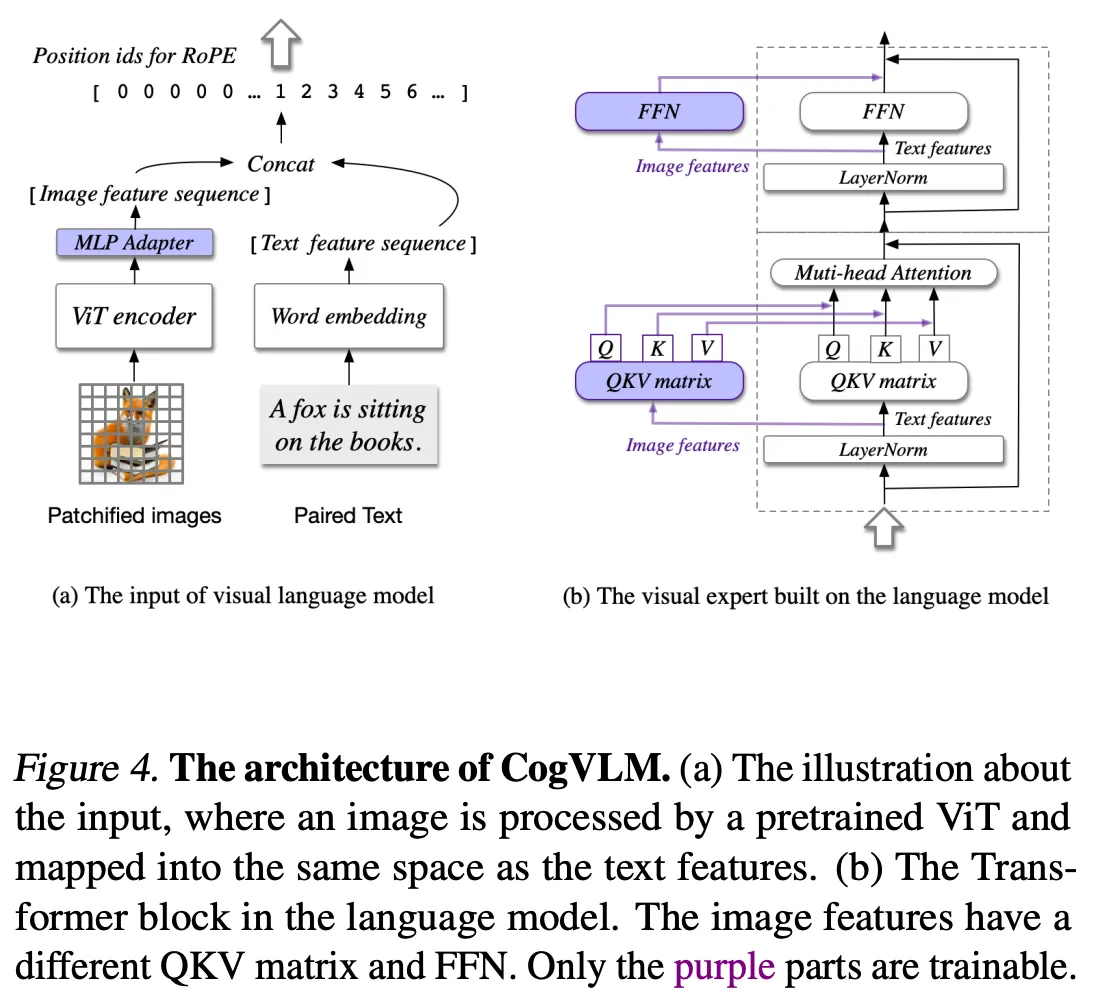 Position ids for RoPE
[ 0 0 0 0 0 … 1 2 3 4 5 6 … ]
Concat
[Image feature sequence]
MLP Adapter
[Text feature sequence]
ViT encoder
Word embedding
A fox is sitting
on the books.
Patchified images
Paired Text
(a) The input of visual language model
FFN
FFN
Image features
Text features
LayerNorm
Muti-head Attention
Q K V
Q K V
QKV matrix
QKV matrix
Image features
Text features
LayerNorm
(b) The visual expert built on the language model
Figure 4. The architecture of CogVLM. (a) The illustration about
the input, where an image is processed by a pretrained ViT and
mapped into the same space as the text features. (b) The Trans-
former block in the language model. The image features have a
different QKV matrix and FFN. Only the purple parts are trainable.